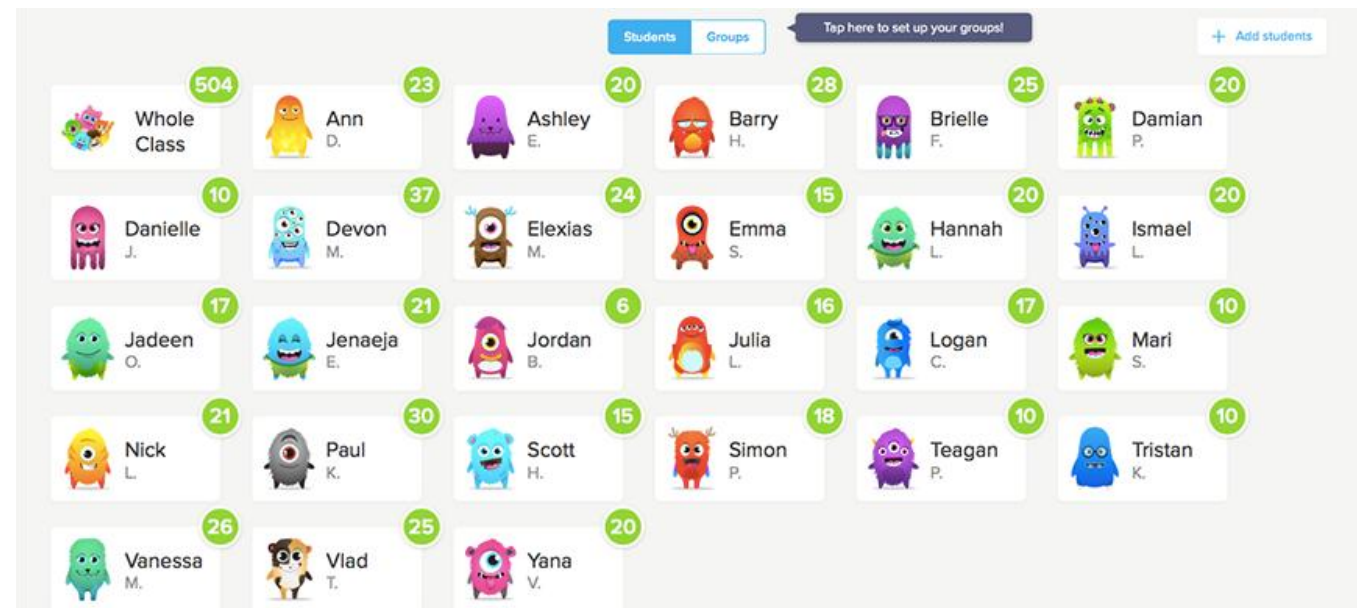 Students Groups Tap here to set up your groups! + Add students
504 23 20 28 25 20
Whole Class Ann Ashley Barry Brielle Damian
D. E. H. F. P.
10 37 24 15 20 20
Danielle Devon Elexias Emma Hannah Ismael
J. M. M. S. L. L.
17 21 6 16 17 10
Jadeen Jenaeja Jordan Julia Logan Mari
O. E. B. L. C. S.
21 30 15 18 10 10
Nick Paul Scott Simon Teagan Tristan
L. K. H. P. P. K.
26 25 20
Vanessa Vlad Yana
M. T. V.